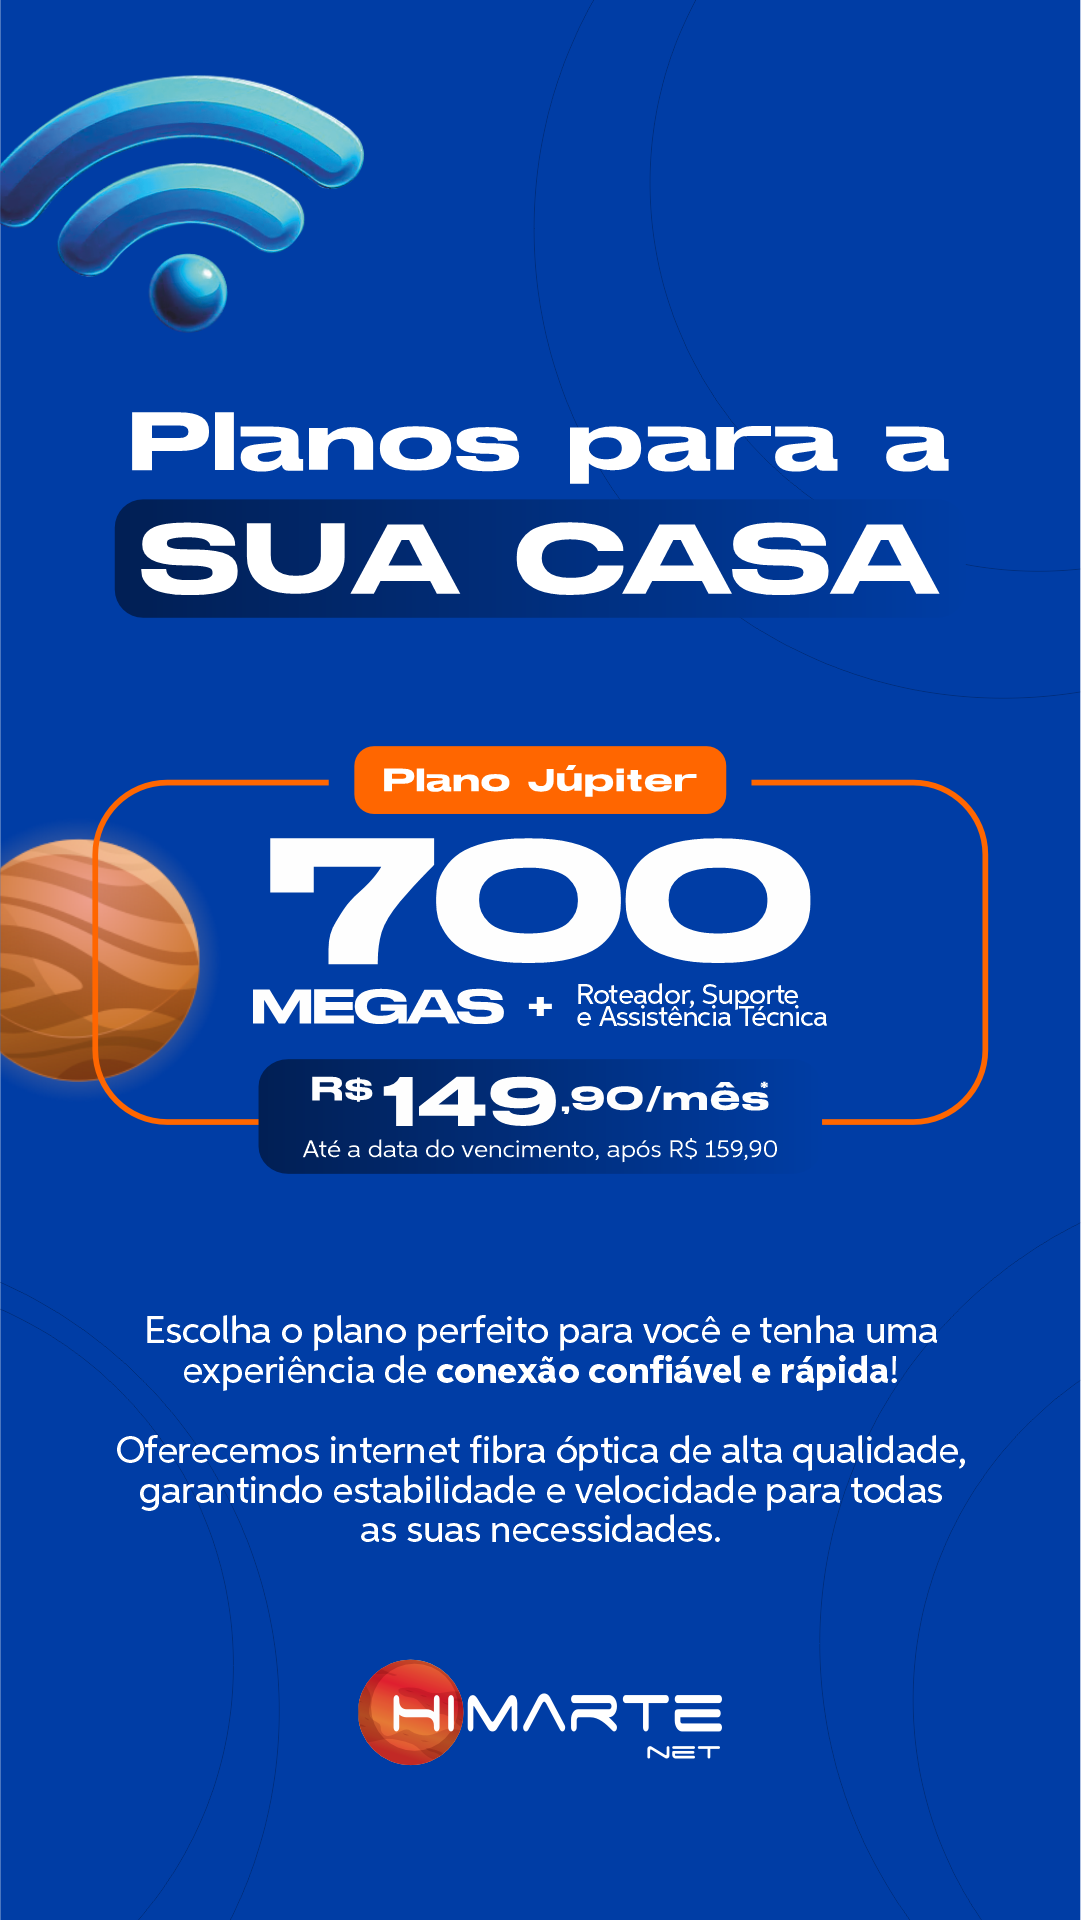 Planos para a
SUA CASA
Plano Júpiter
700
MEGAS + Roteador, Suporte
e Assistência Técnica
R$ 149,90/mês*
Até a data do vencimento, após R$ 159,90
Escolha o plano perfeito para você e tenha uma
experiência de conexão confiável e rápida!
Oferecemos internet fibra óptica de alta qualidade,
garantindo estabilidade e velocidade para todas
as suas necessidades.
HIMARTE
NET